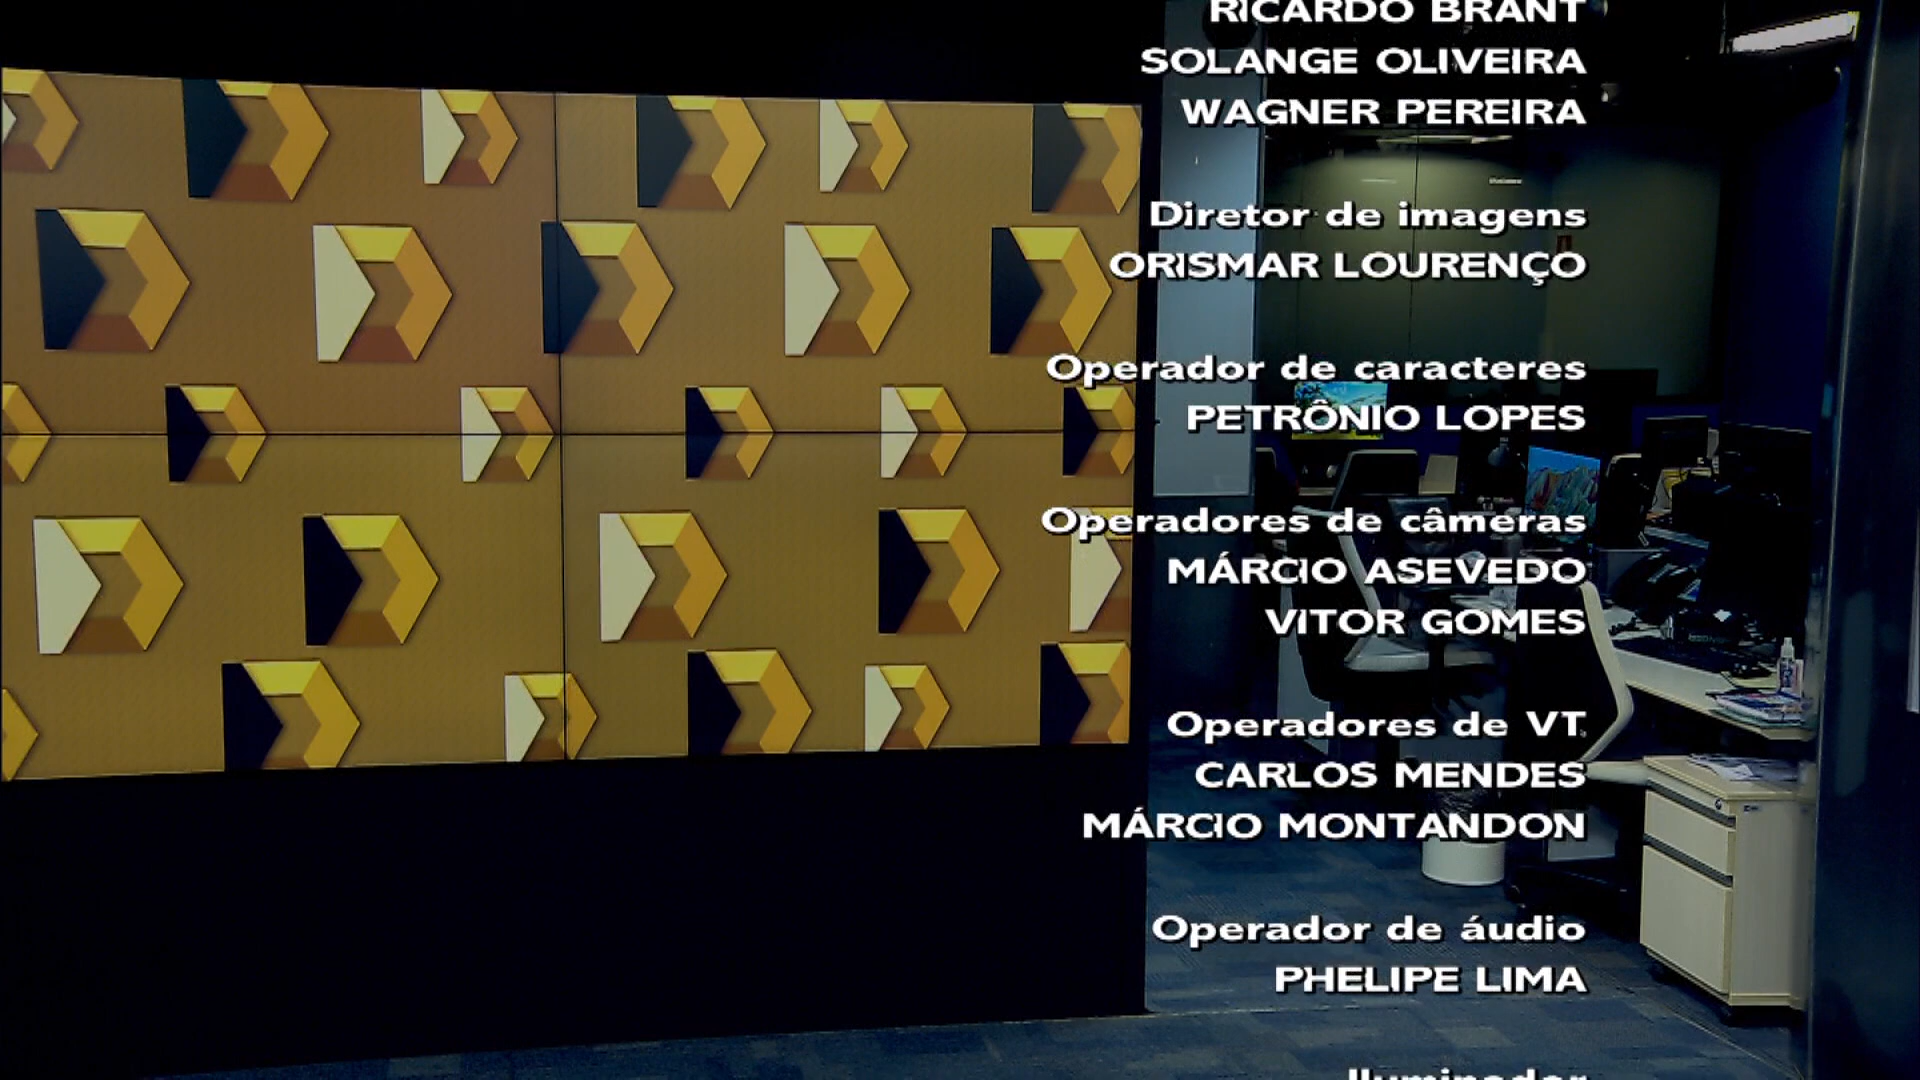 RICARDO BRANT
SOLANGE OLIVEIRA
WAGNER PEREIRA
Diretor de imagens
ORISMAR LOURENÇO
Operador de caracteres
PETRÔNIO LOPES
Operadores de câmeras
MÁRCIO ASEVEDO
VITOR GOMES
Operadores de VT
CARLOS MENDES
MÁRCIO MONTANDON
Operador de áudio
PHELIPE LIMA
Iluminador